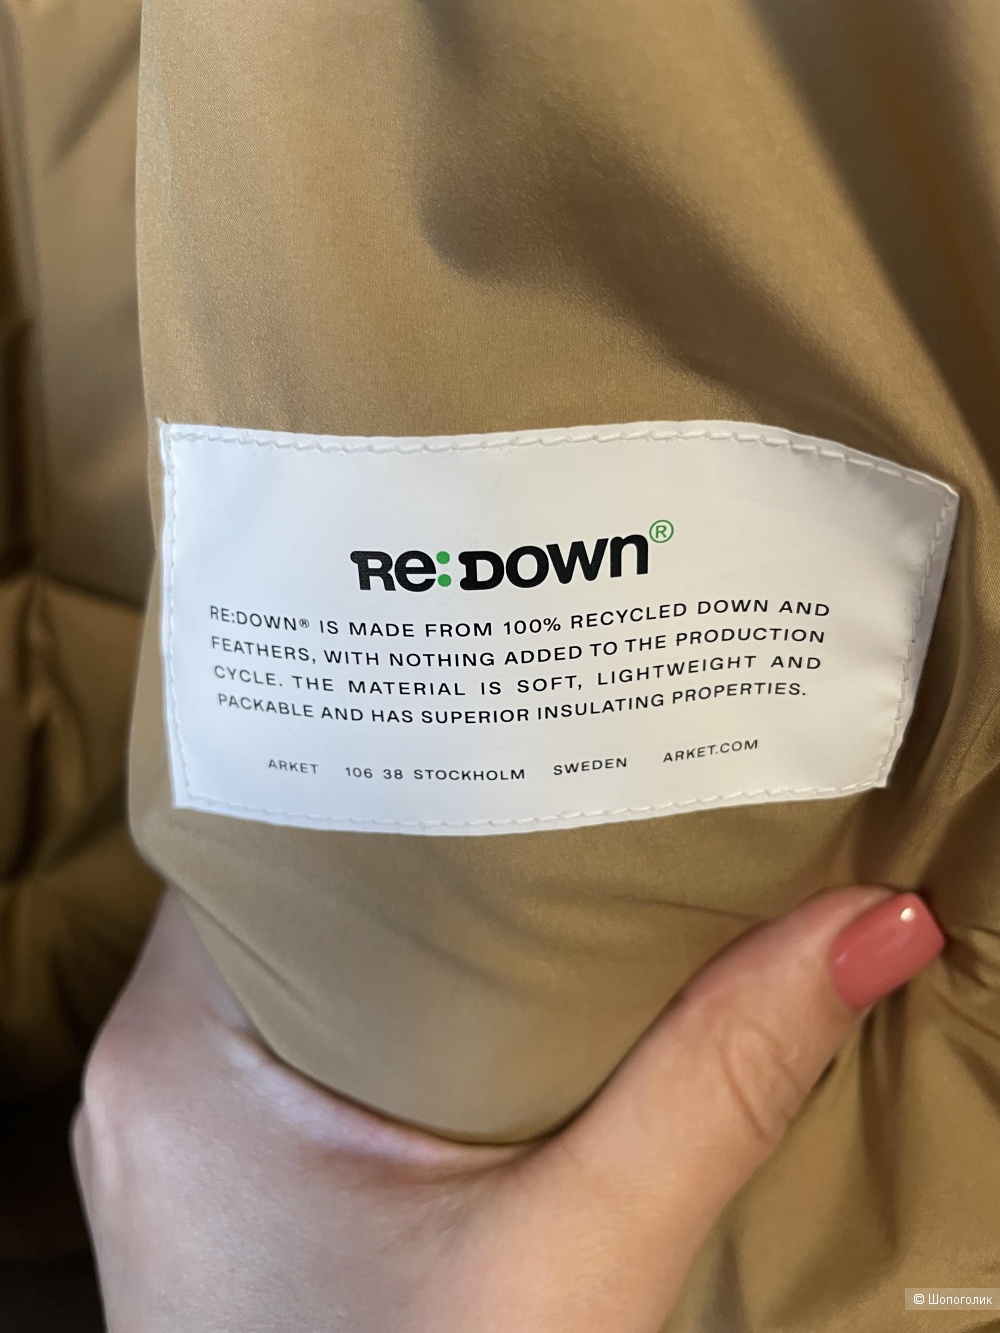 Re:Down®
RE:DOWN® IS MADE FROM 100% RECYCLED DOWN AND
FEATHERS, WITH NOTHING ADDED TO THE PRODUCTION
CYCLE. THE MATERIAL IS SOFT, LIGHTWEIGHT AND
PACKABLE AND HAS SUPERIOR INSULATING PROPERTIES.
ARKET 106 38 STOCKHOLM SWEDEN ARKET.COM
© Шопоголик